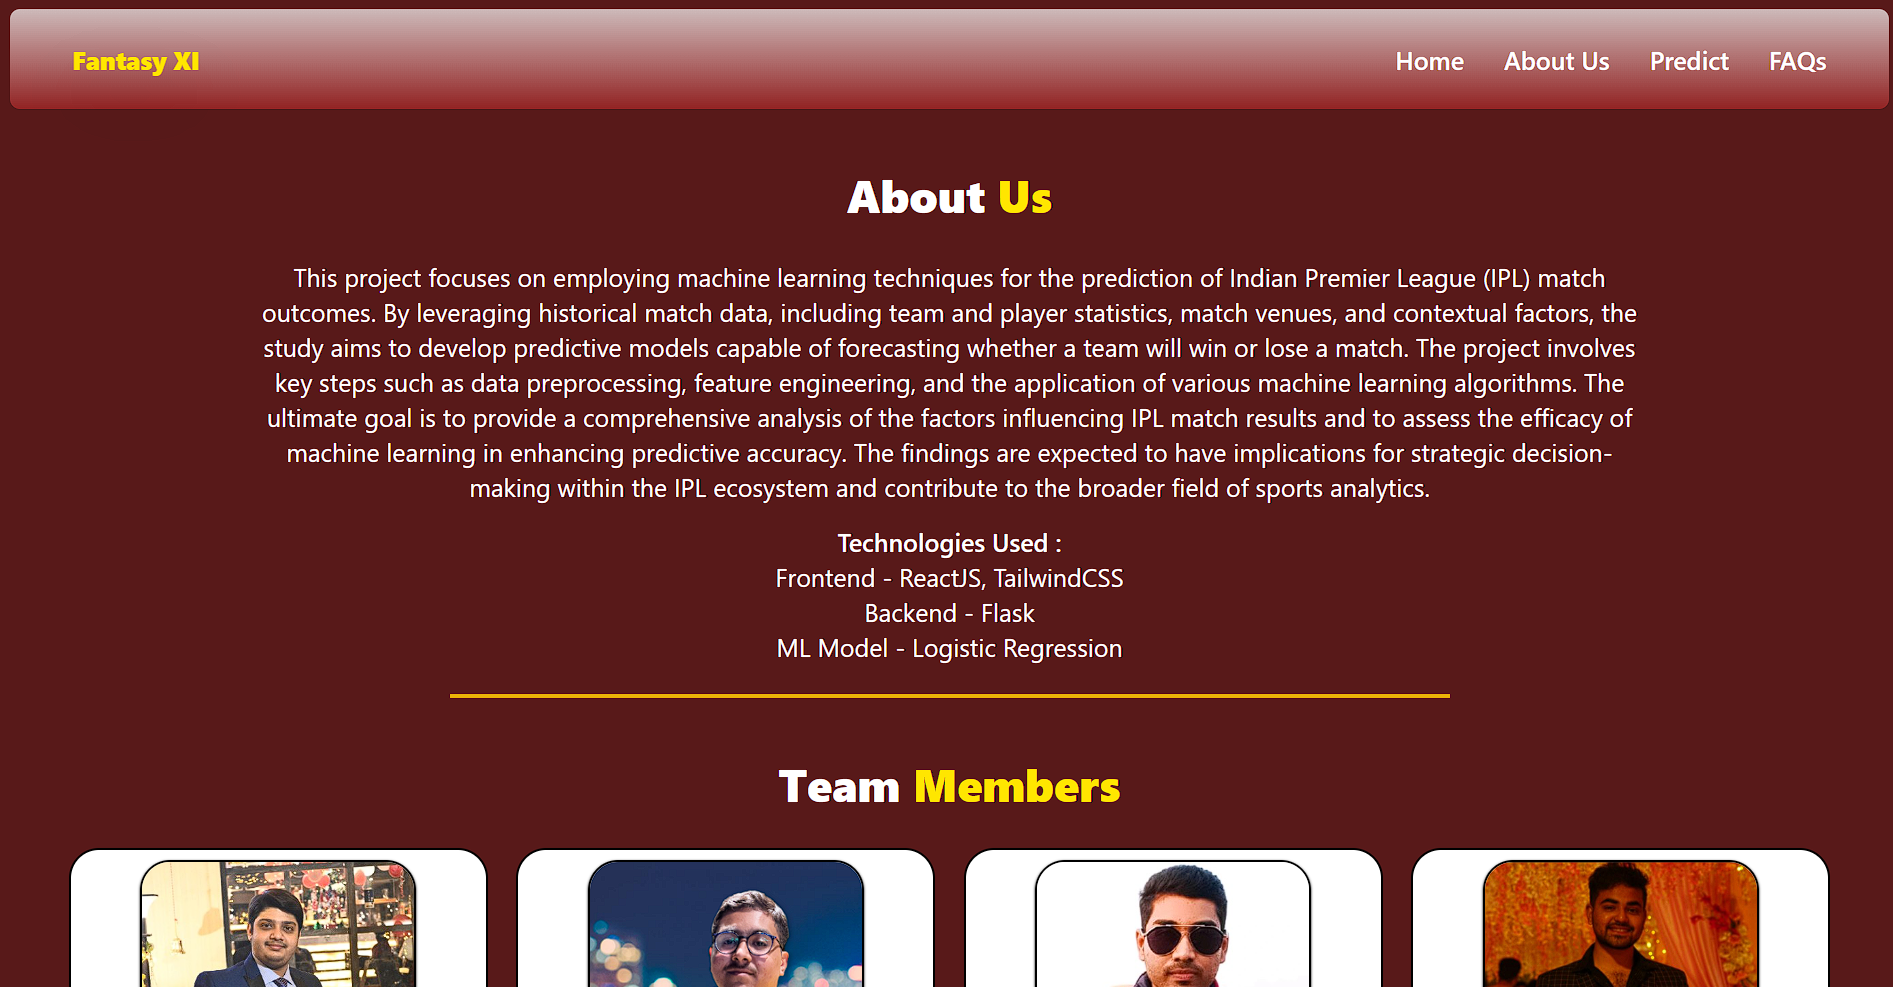 Fantasy XI
Home
About Us
Predict
FAQs
About Us
This project focuses on employing machine learning techniques for the prediction of Indian Premier League (IPL) match
outcomes. By leveraging historical match data, including team and player statistics, match venues, and contextual factors, the
study aims to develop predictive models capable of forecasting whether a team will win or lose a match. The project involves
key steps such as data preprocessing, feature engineering, and the application of various machine learning algorithms. The
ultimate goal is to provide a comprehensive analysis of the factors influencing IPL match results and to assess the efficacy of
machine learning in enhancing predictive accuracy. The findings are expected to have implications for strategic decision-
making within the IPL ecosystem and contribute to the broader field of sports analytics.
Technologies Used :
Frontend - ReactJS, TailwindCSS
Backend - Flask
ML Model - Logistic Regression
Team Members